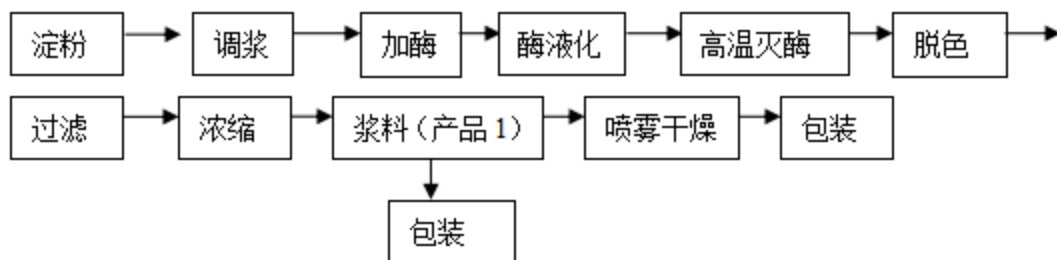 淀粉 调浆 加酶 酶液化 高温灭酶 脱色
过滤 浓缩 浆料（产品1） 喷雾干燥 包装
包装